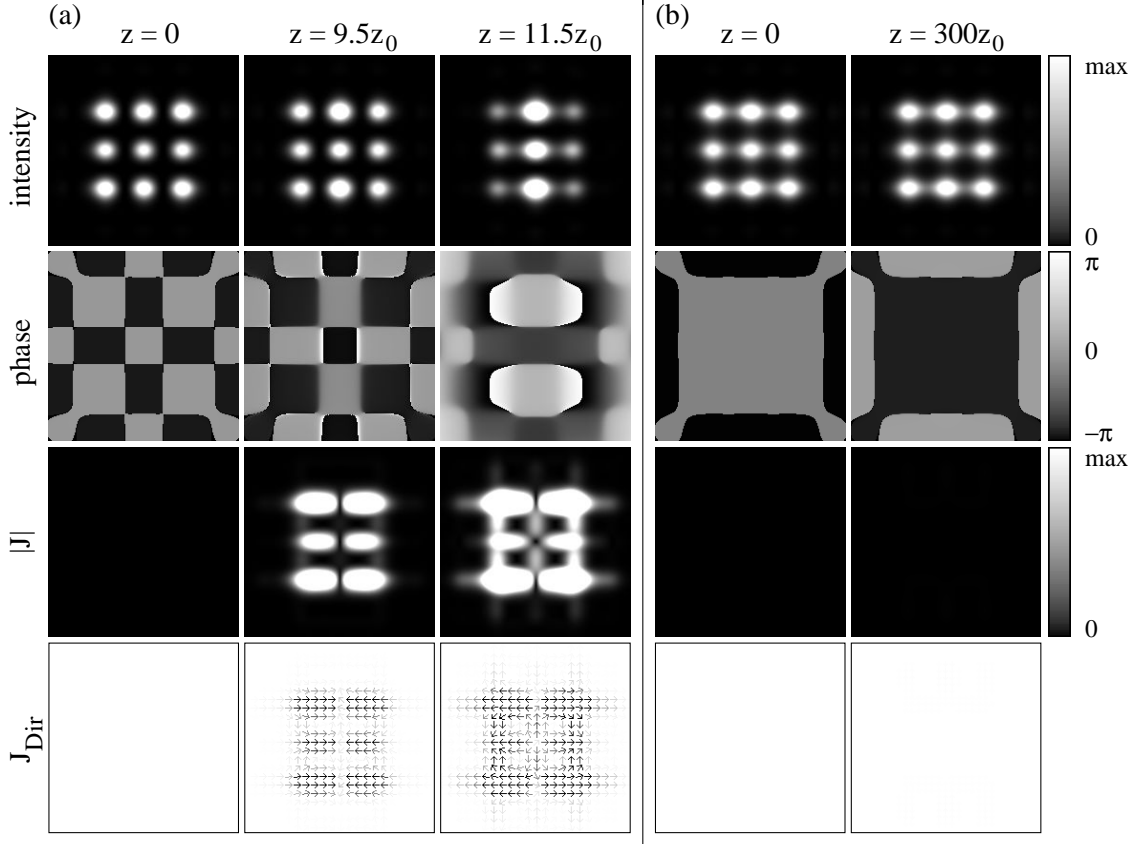 (a)
(b)
z = 0
z = 9.5z0
z = 11.5z0
z = 0
z = 300z0
intensity
max
0
phase
π
0
−π
|J|
max
0
JDir